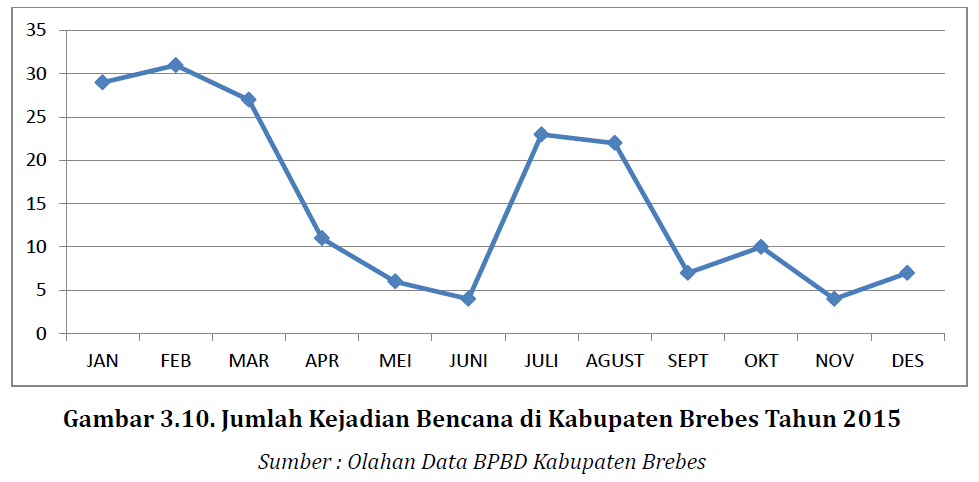 35
30
25
20
15
10
5
0
JAN FEB MAR APR MEI JUNI JULI AGUST SEPT OKT NOV DES
Gambar 3.10. Jumlah Kejadian Bencana di Kabupaten Brebes Tahun 2015
Sumber : Olahan Data BPBD Kabupaten Brebes